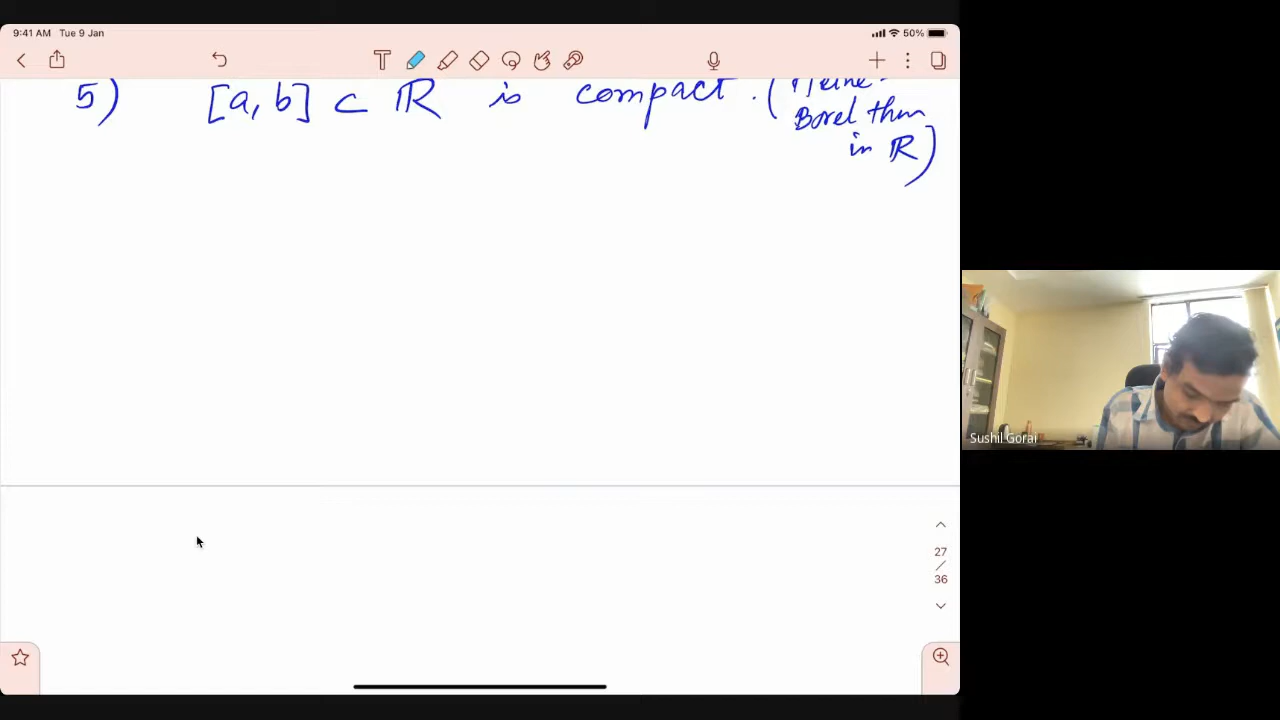 9:41 AM Tue 9 Jan
50%
5) [a, b] ⊂ ℝ is compact. (Heine-
Borel thm
in ℝ)
Sushil Gorai
27
/
36